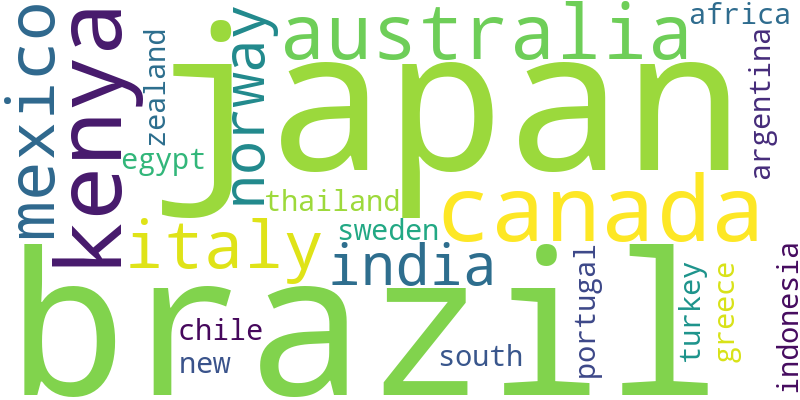 africa
australia
mexico
kenya
norway
japan
zealand
argentina
egypt
thailand
canada
sweden
italy
india
brazil
portugal
indonesia
turkey
greece
chile
new
south